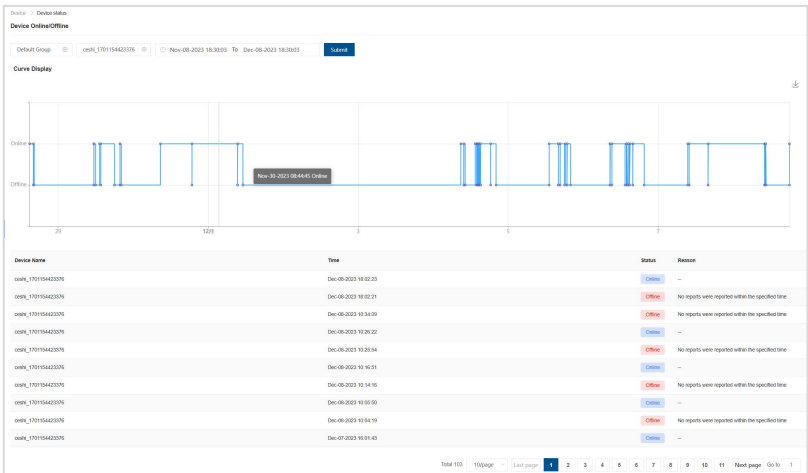 Device > Device status
Device Online/Offline
Default Group ceshi_1701154423376 Nov-08-2023 18:30:03 To Dec-08-2023 18:30:03 Submit
Curve Display
Online
Nov-30-2023 08:44:45 Online
Offline
29 12月 3 5 7
Device Name Time Status Reason
ceshi_1701154423376 Dec-08-2023 16:02:23 Online --
ceshi_1701154423376 Dec-08-2023 16:02:21 Offline No reports were reported within the specified time
ceshi_1701154423376 Dec-08-2023 10:34:09 Offline No reports were reported within the specified time
ceshi_1701154423376 Dec-08-2023 10:26:22 Online --
ceshi_1701154423376 Dec-08-2023 10:25:54 Offline No reports were reported within the specified time
ceshi_1701154423376 Dec-08-2023 10:16:51 Online --
ceshi_1701154423376 Dec-08-2023 10:14:16 Offline No reports were reported within the specified time
ceshi_1701154423376 Dec-08-2023 10:05:50 Online --
ceshi_1701154423376 Dec-08-2023 10:04:19 Offline No reports were reported within the specified time
ceshi_1701154423376 Dec-07-2023 16:01:43 Online --
Total 103 10/page Last page 1 2 3 4 5 6 7 8 9 10 11 Next page Go to 1